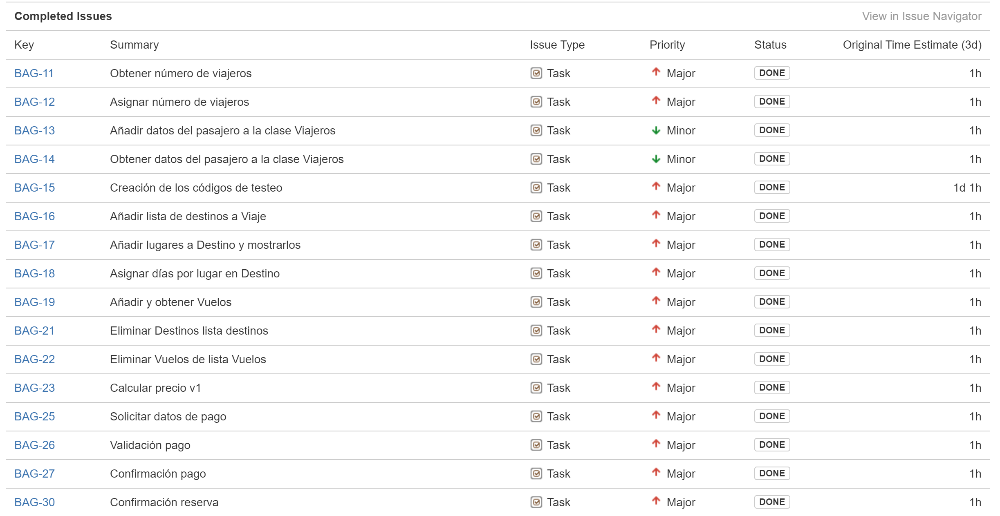 Completed Issues View in Issue Navigator
Key Summary Issue Type Priority Status Original Time Estimate (3d)
BAG-11 Obtener número de viajeros Task Major DONE 1h
BAG-12 Asignar número de viajeros Task Major DONE 1h
BAG-13 Añadir datos del pasajero a la clase Viajeros Task Minor DONE 1h
BAG-14 Obtener datos del pasajero a la clase Viajeros Task Minor DONE 1h
BAG-15 Creación de los códigos de testeo Task Major DONE 1d 1h
BAG-16 Añadir lista de destinos a Viaje Task Major DONE 1h
BAG-17 Añadir lugares a Destino y mostrarlos Task Major DONE 1h
BAG-18 Asignar días por lugar en Destino Task Major DONE 1h
BAG-19 Añadir y obtener Vuelos Task Major DONE 1h
BAG-21 Eliminar Destinos lista destinos Task Major DONE 1h
BAG-22 Eliminar Vuelos de lista Vuelos Task Major DONE 1h
BAG-23 Calcular precio v1 Task Major DONE 1h
BAG-25 Solicitar datos de pago Task Major DONE 1h
BAG-26 Validación pago Task Major DONE 1h
BAG-27 Confirmación pago Task Major DONE 1h
BAG-30 Confirmación reserva Task Major DONE 1h